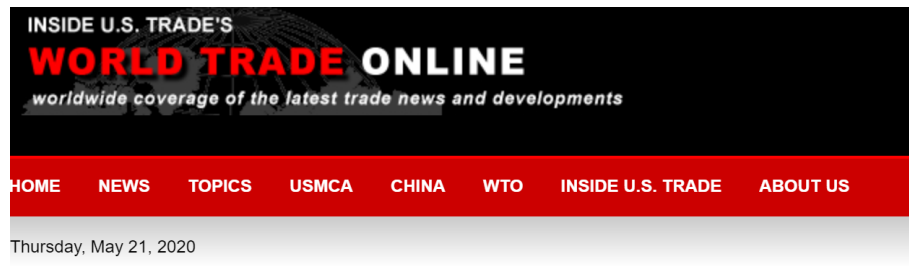 INSIDE U.S. TRADE'S
WORLD TRADE ONLINE
worldwide coverage of the latest trade news and developments
HOME NEWS TOPICS USMCA CHINA WTO INSIDE U.S. TRADE ABOUT US
Thursday, May 21, 2020